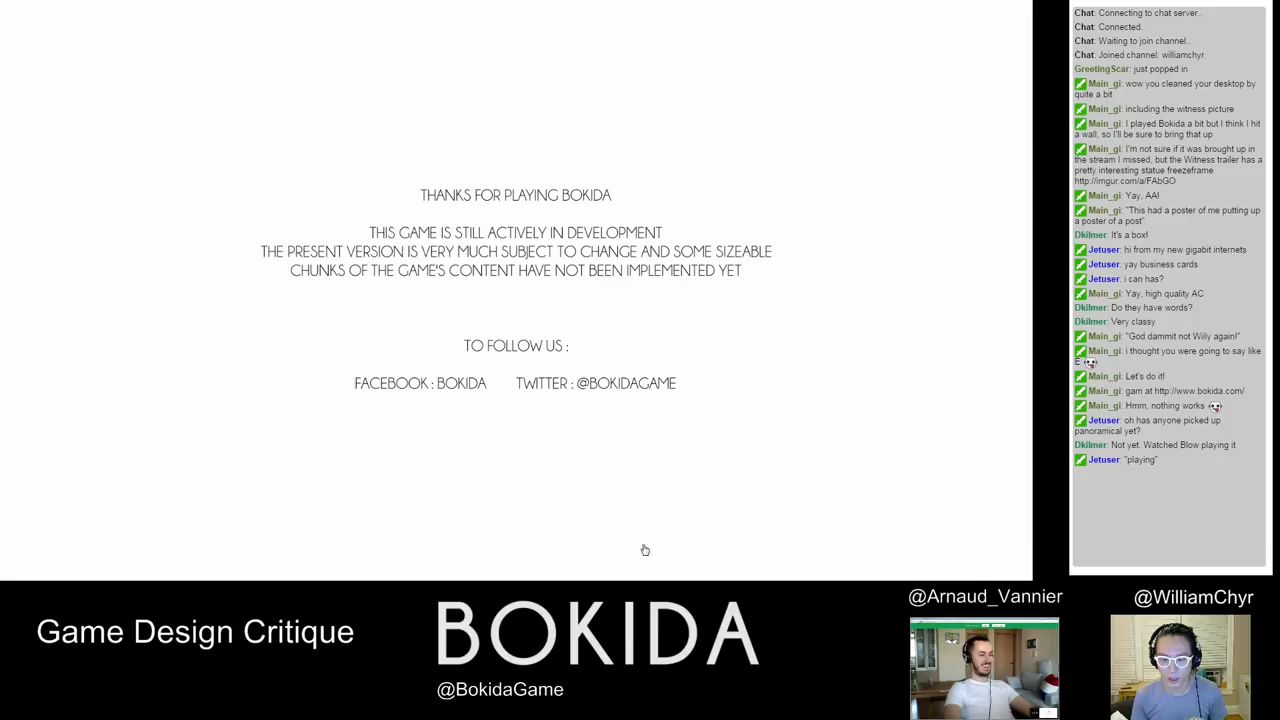 THANKS FOR PLAYING BOKIDA
THIS GAME IS STILL ACTIVELY IN DEVELOPMENT
THE PRESENT VERSION IS VERY MUCH SUBJECT TO CHANGE AND SOME SIZEABLE
CHUNKS OF THE GAME'S CONTENT HAVE NOT BEEN IMPLEMENTED YET
TO FOLLOW US :
FACEBOOK : BOKIDA TWITTER : @BOKIDAGAME
Chat: Connecting to chat server..
Chat: Connected.
Chat: Waiting to join channel...
Chat: Joined channel: williamchyr.
GreetingScar: just popped in
Main_gi: wow you cleaned your desktop by
quite a bit
Main_gi: including the witness picture
Main_gi: I played Bokida a bit but I think I hit
a wall, so I'll be sure to bring that up
Main_gi: I'm not sure if it was brought up in
the stream I missed, but the Witness trailer has a
pretty interesting statue freezeframe
http://imgur.com/a/FAbGO
Main_gi: Yay, AA!
Main_gi: "This had a poster of me putting up
a poster of a post"
Dkilmer: It's a box!
Jetuser: hi from my new gigabit internets
Jetuser: yay business cards
Jetuser: i can has?
Main_gi: Yay, high quality AC
Dkilmer: Do they have words?
Dkilmer: Very classy
Main_gi: "God dammit not Willy again!"
Main_gi: i thought you were going to say like
E
Main_gi: Let's do it!
Main_gi: gam at http://www.bokida.com/
Main_gi: Hmm, nothing works
Jetuser: oh has anyone picked up
panoramical yet?
Dkilmer: Not yet. Watched Blow playing it
Jetuser: "playing"
Game Design Critique
BOKIDA
@BokidaGame
@Arnaud_Vannier
@WilliamChyr